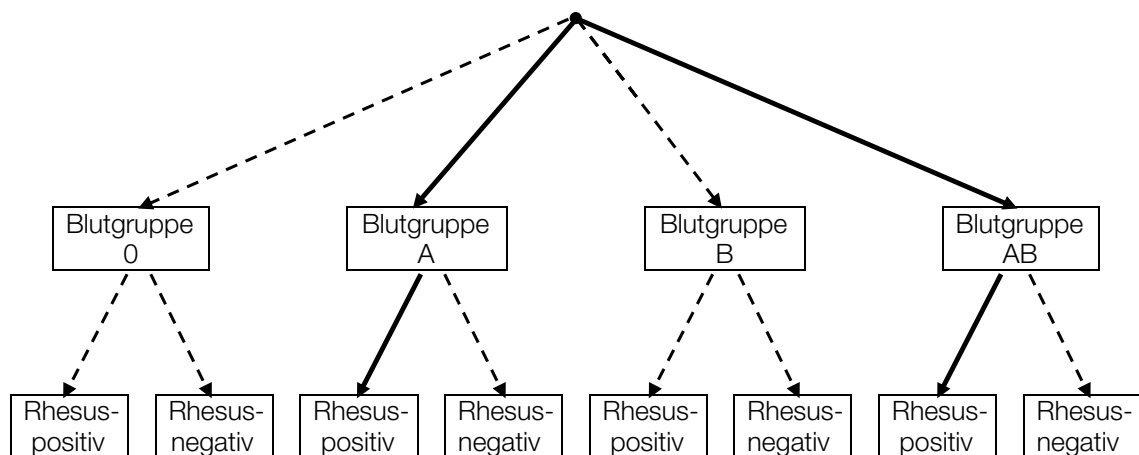 Blutgruppe
0
Blutgruppe
A
Blutgruppe
B
Blutgruppe
AB
Rhesus-
positiv
Rhesus-
negativ
Rhesus-
positiv
Rhesus-
negativ
Rhesus-
positiv
Rhesus-
negativ
Rhesus-
positiv
Rhesus-
negativ